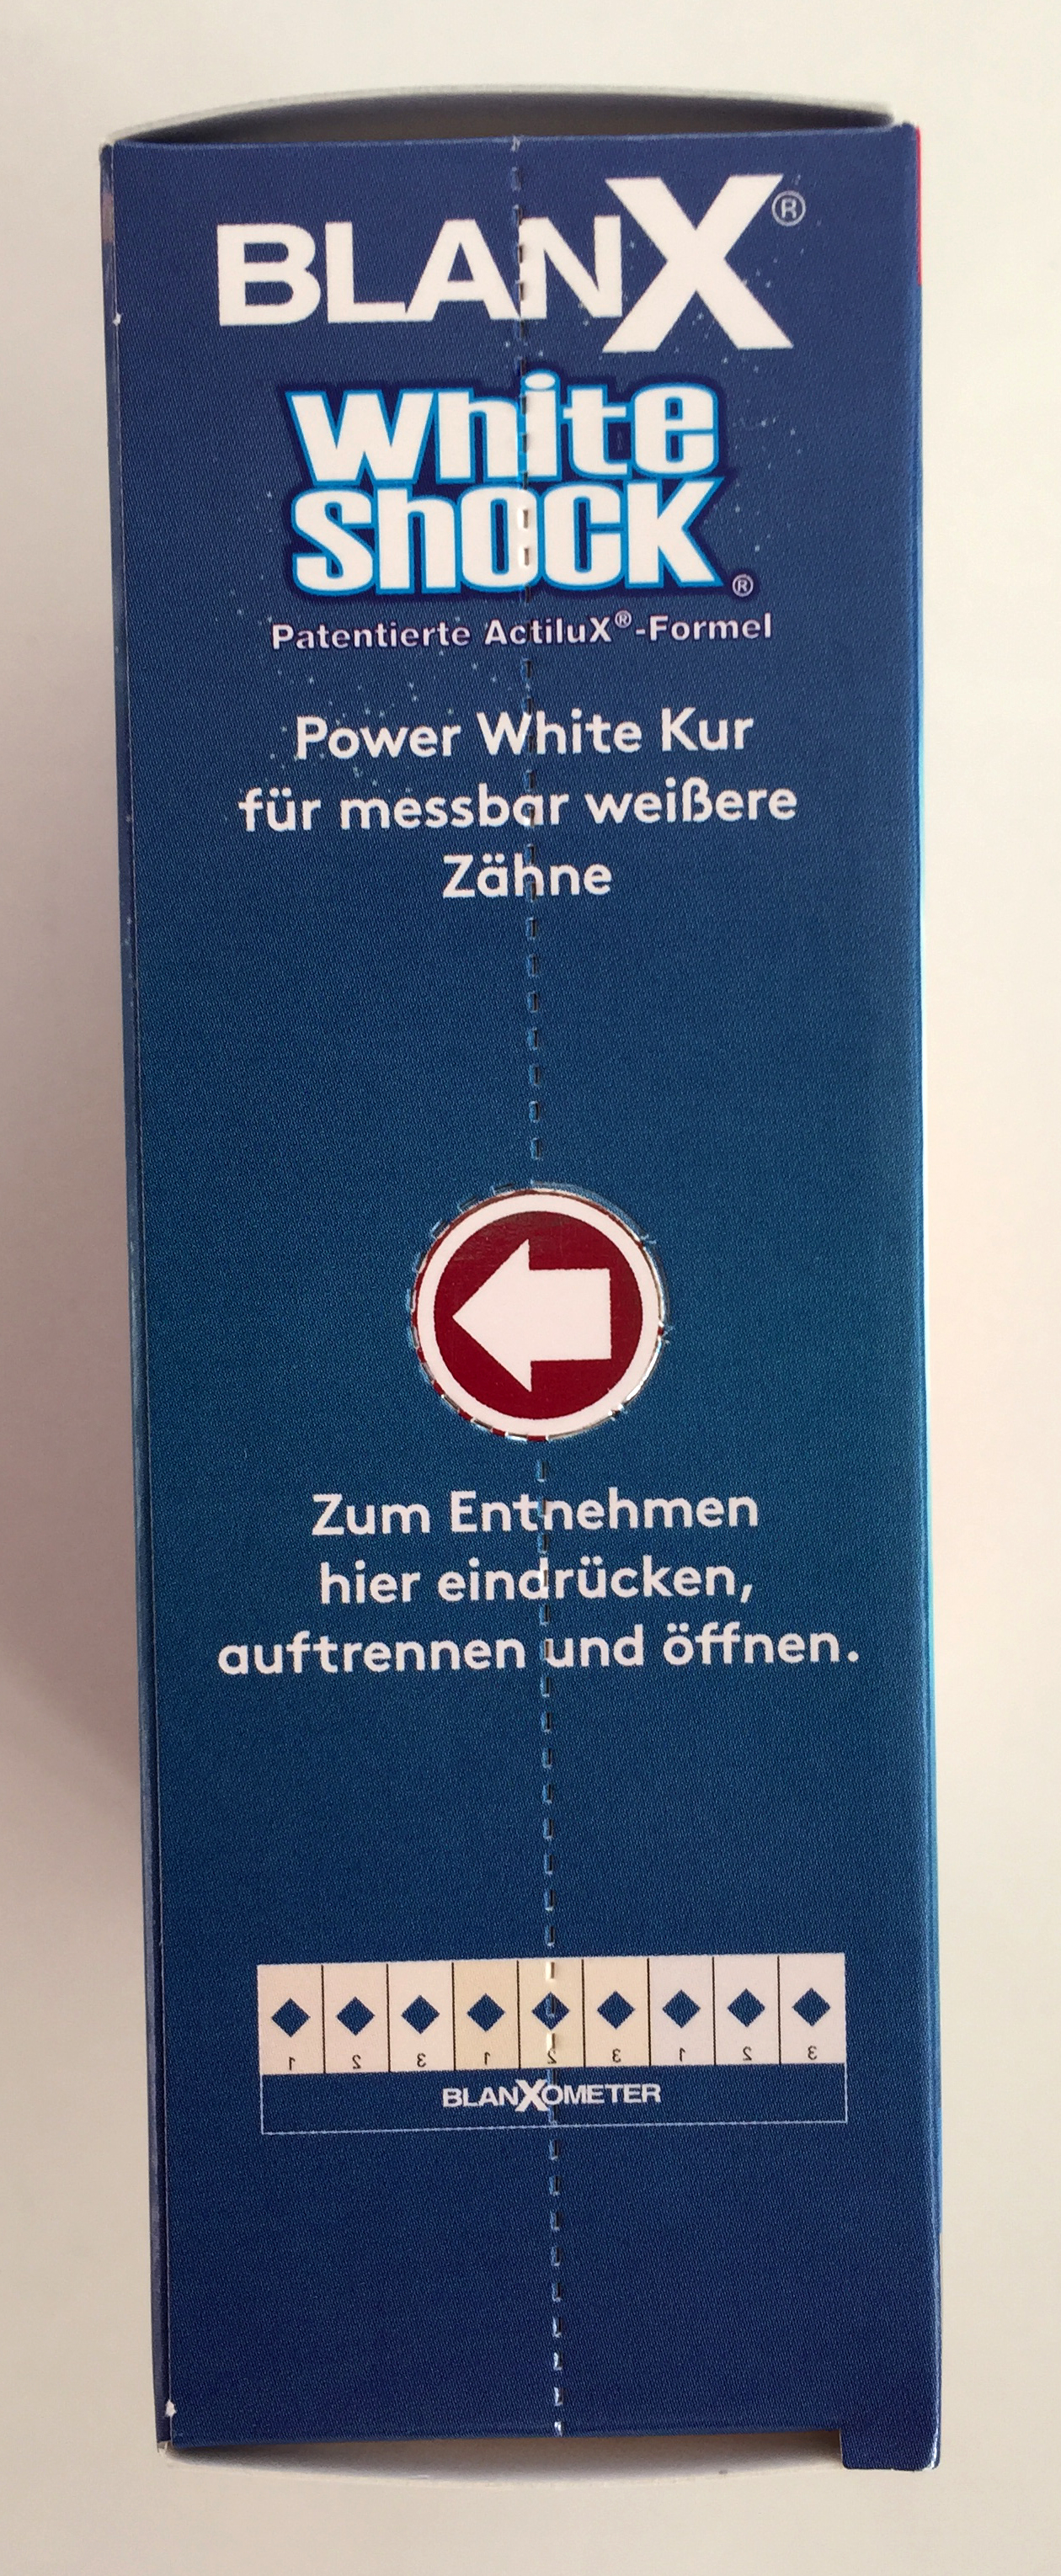 BLANX®
White
Shock®
Patentierte ActiluX®-Formel
Power White Kur
für messbar weißere
Zähne
Zum Entnehmen
hier eindrücken,
auftrennen und öffnen.
1 2 3 1 2 3 1 2 3
BLANXOMETER